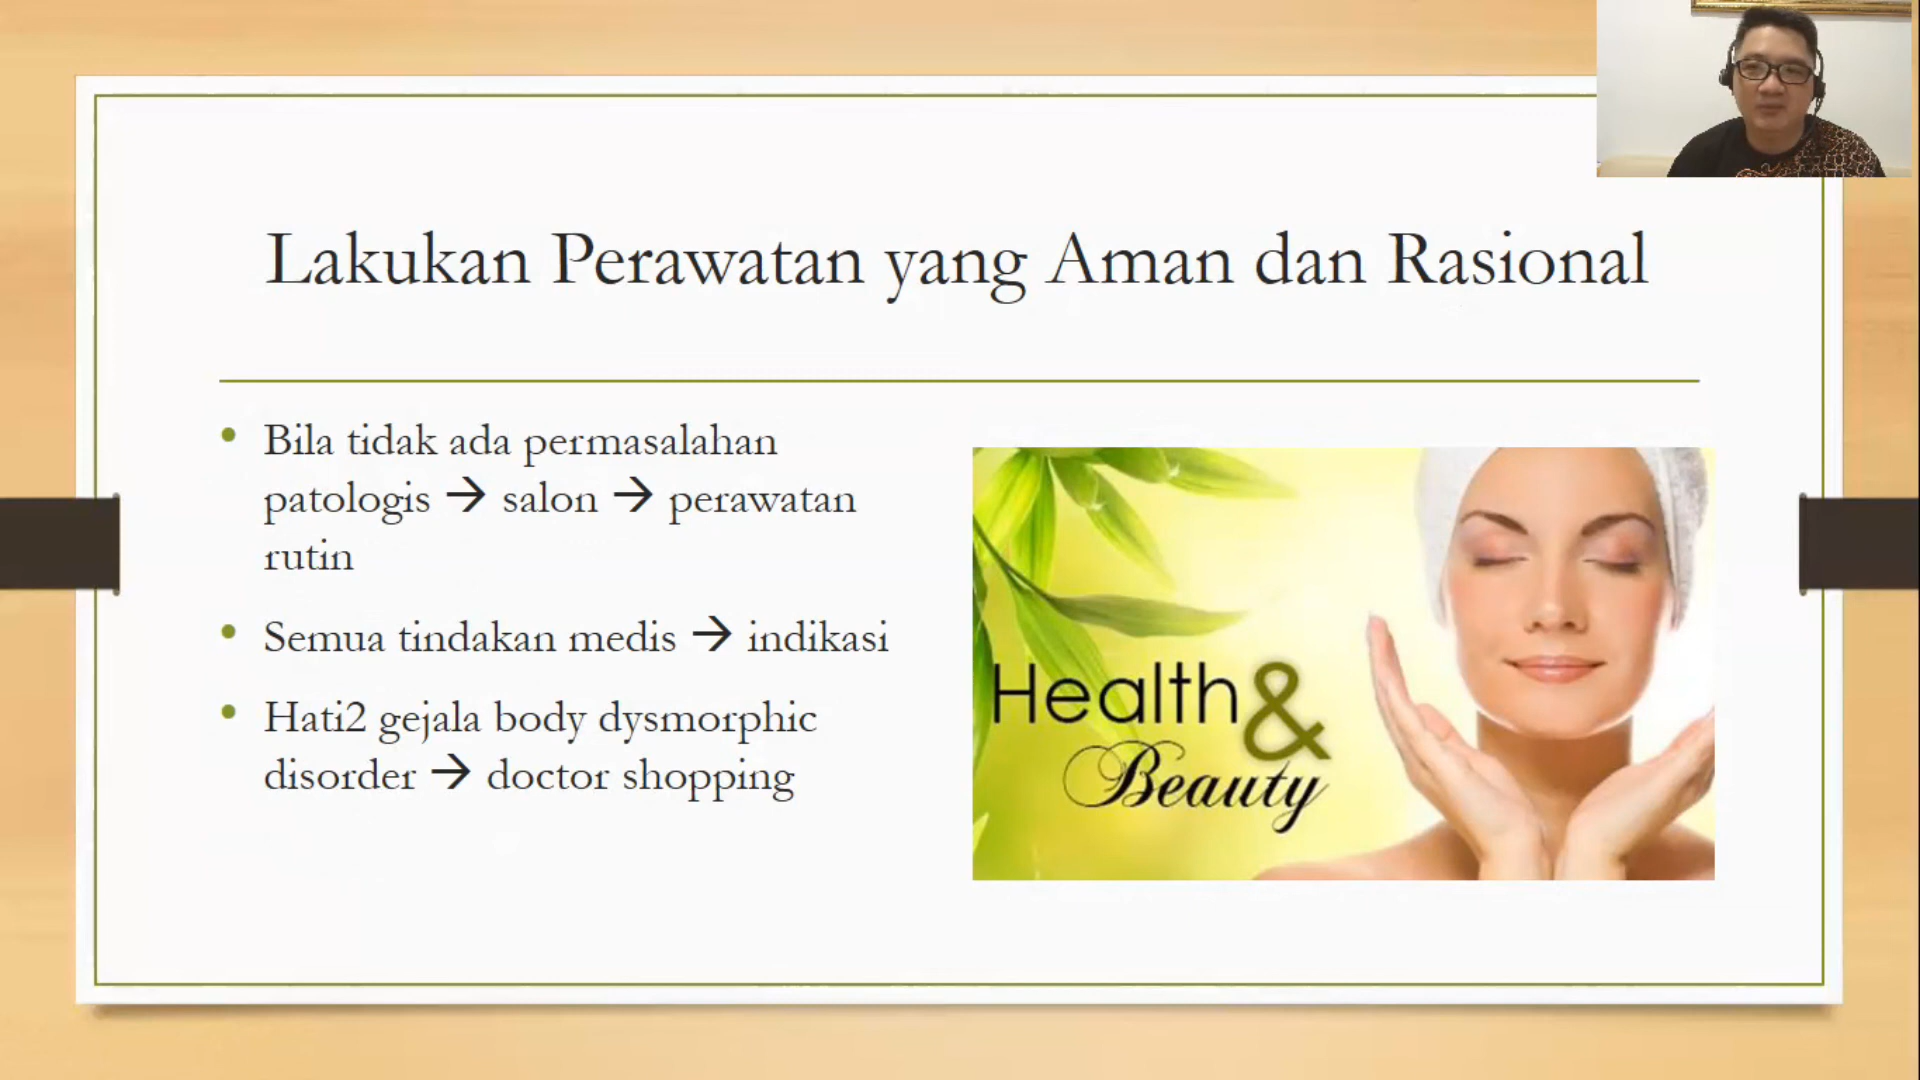 Lakukan Perawatan yang Aman dan Rasional
• Bila tidak ada permasalahan
patologis → salon → perawatan
rutin
• Semua tindakan medis → indikasi
• Hati2 gejala body dysmorphic
disorder → doctor shopping
Health &
Beauty